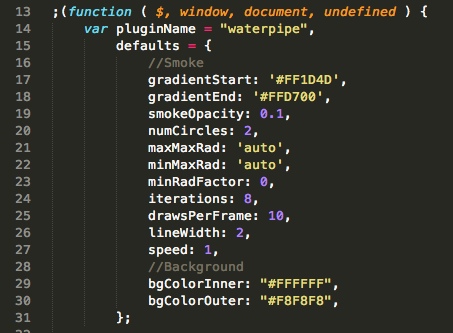 13 ;(function ( $, window, document, undefined ) {
14 var pluginName = "waterpipe",
15 defaults = {
16 //Smoke
17 gradientStart: '#FF1D4D',
18 gradientEnd: '#FFD700',
19 smokeOpacity: 0.1,
20 numCircles: 2,
21 maxMaxRad: 'auto',
22 minMaxRad: 'auto',
23 minRadFactor: 0,
24 iterations: 8,
25 drawsPerFrame: 10,
26 lineWidth: 2,
27 speed: 1,
28 //Background
29 bgColorInner: "#FFFFFF",
30 bgColorOuter: "#F8F8F8",
31 };